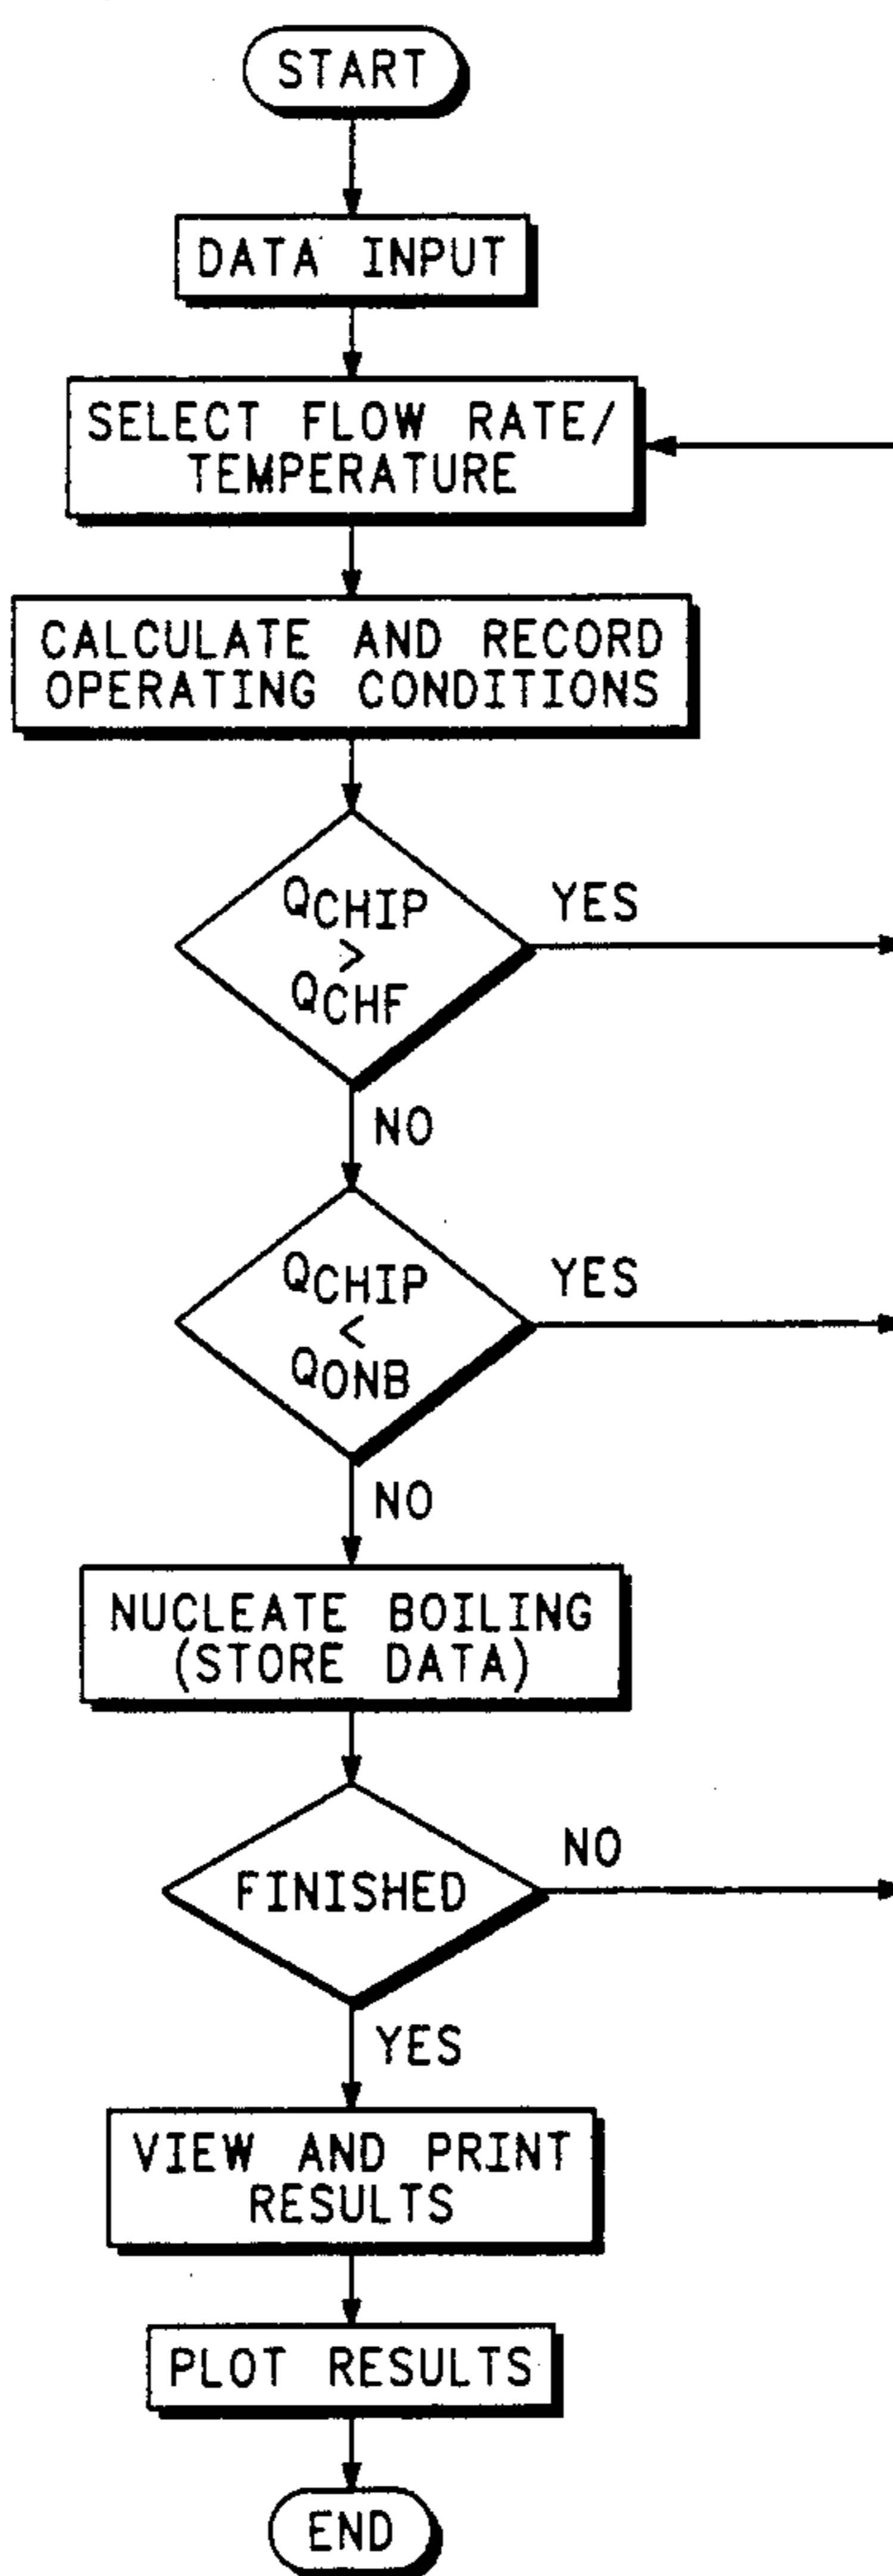 START
DATA INPUT
SELECT FLOW RATE/
TEMPERATURE
CALCULATE AND RECORD
OPERATING CONDITIONS
QCHIP
>
QCHF
YES
NO
QCHIP
<
QONB
YES
NO
NUCLEATE BOILING
(STORE DATA)
FINISHED
NO
YES
VIEW AND PRINT
RESULTS
PLOT RESULTS
END